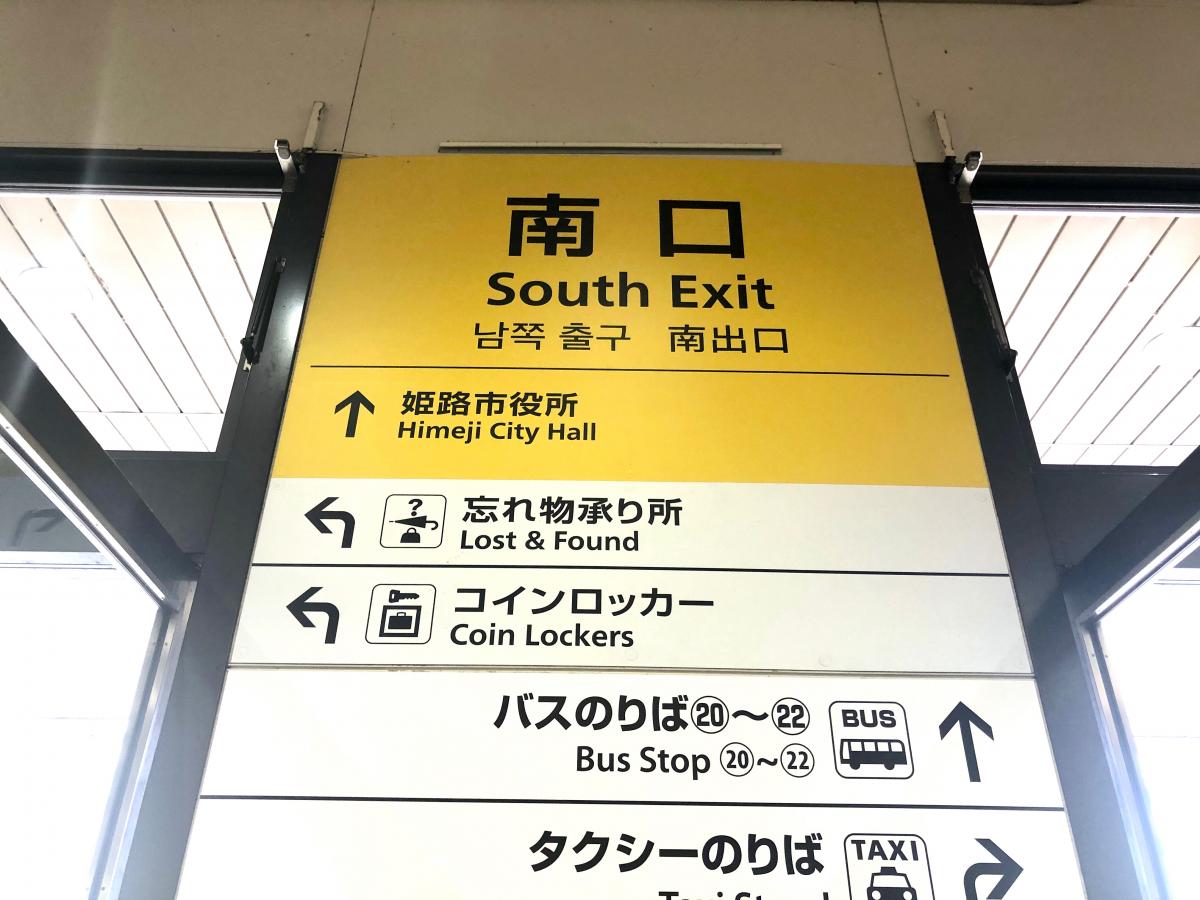 南 口
South Exit
남쪽 출구 南出口
姫路市役所
Himeji City Hall
?
忘れ物承り所
Lost & Found
コインロッカー
Coin Lockers
バスのりば⑳〜㉒ BUS
Bus Stop ⑳〜㉒
タクシーのりば TAXI
Taxi Stand